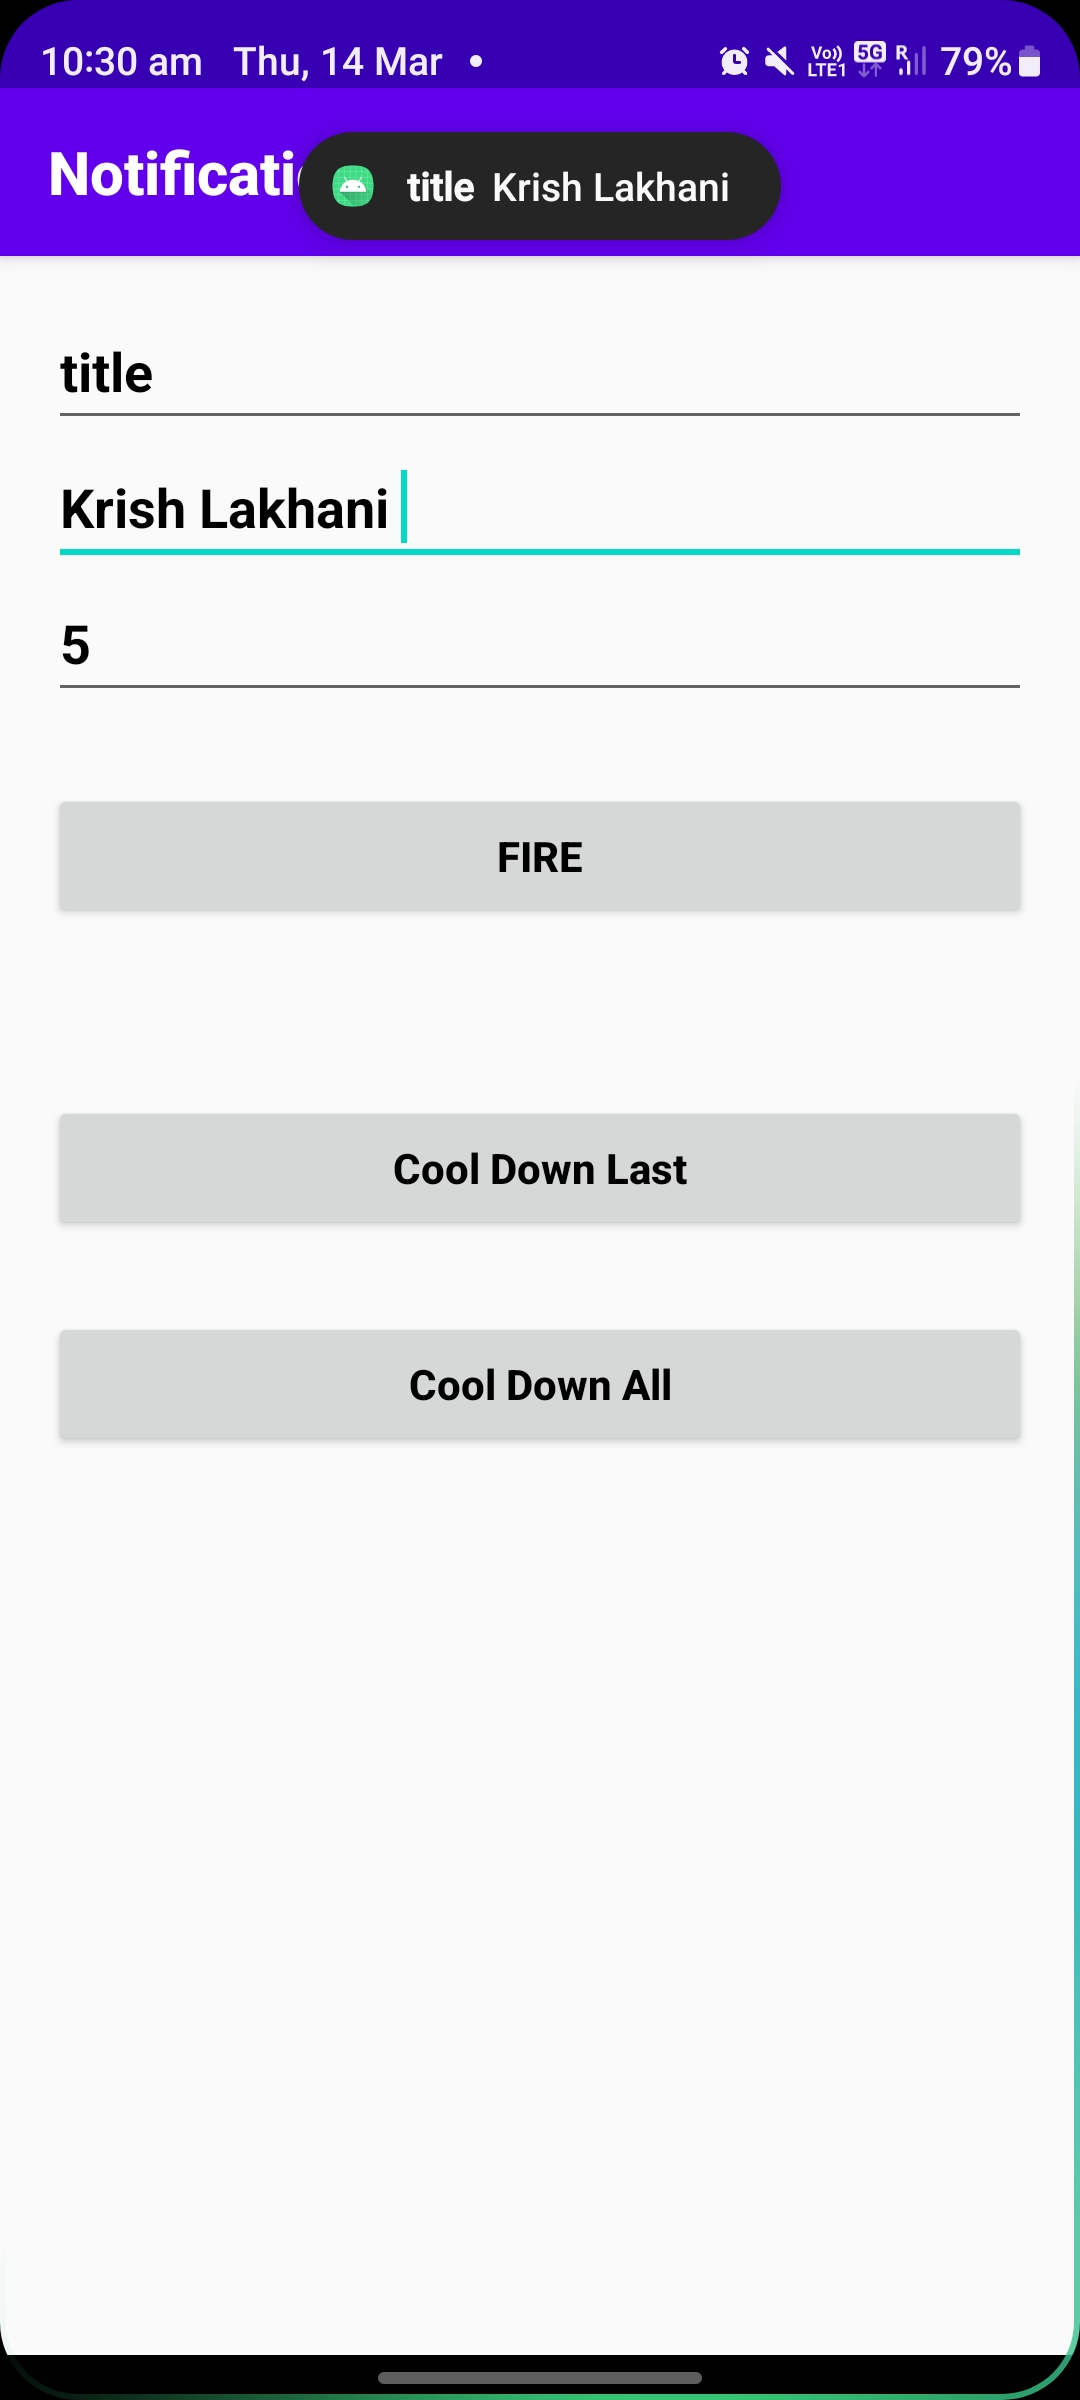 10:30 am Thu, 14 Mar • Vo)) LTE1 5G R 79%
Notificati
title Krish Lakhani
title
Krish Lakhani
5
FIRE
Cool Down Last
Cool Down All